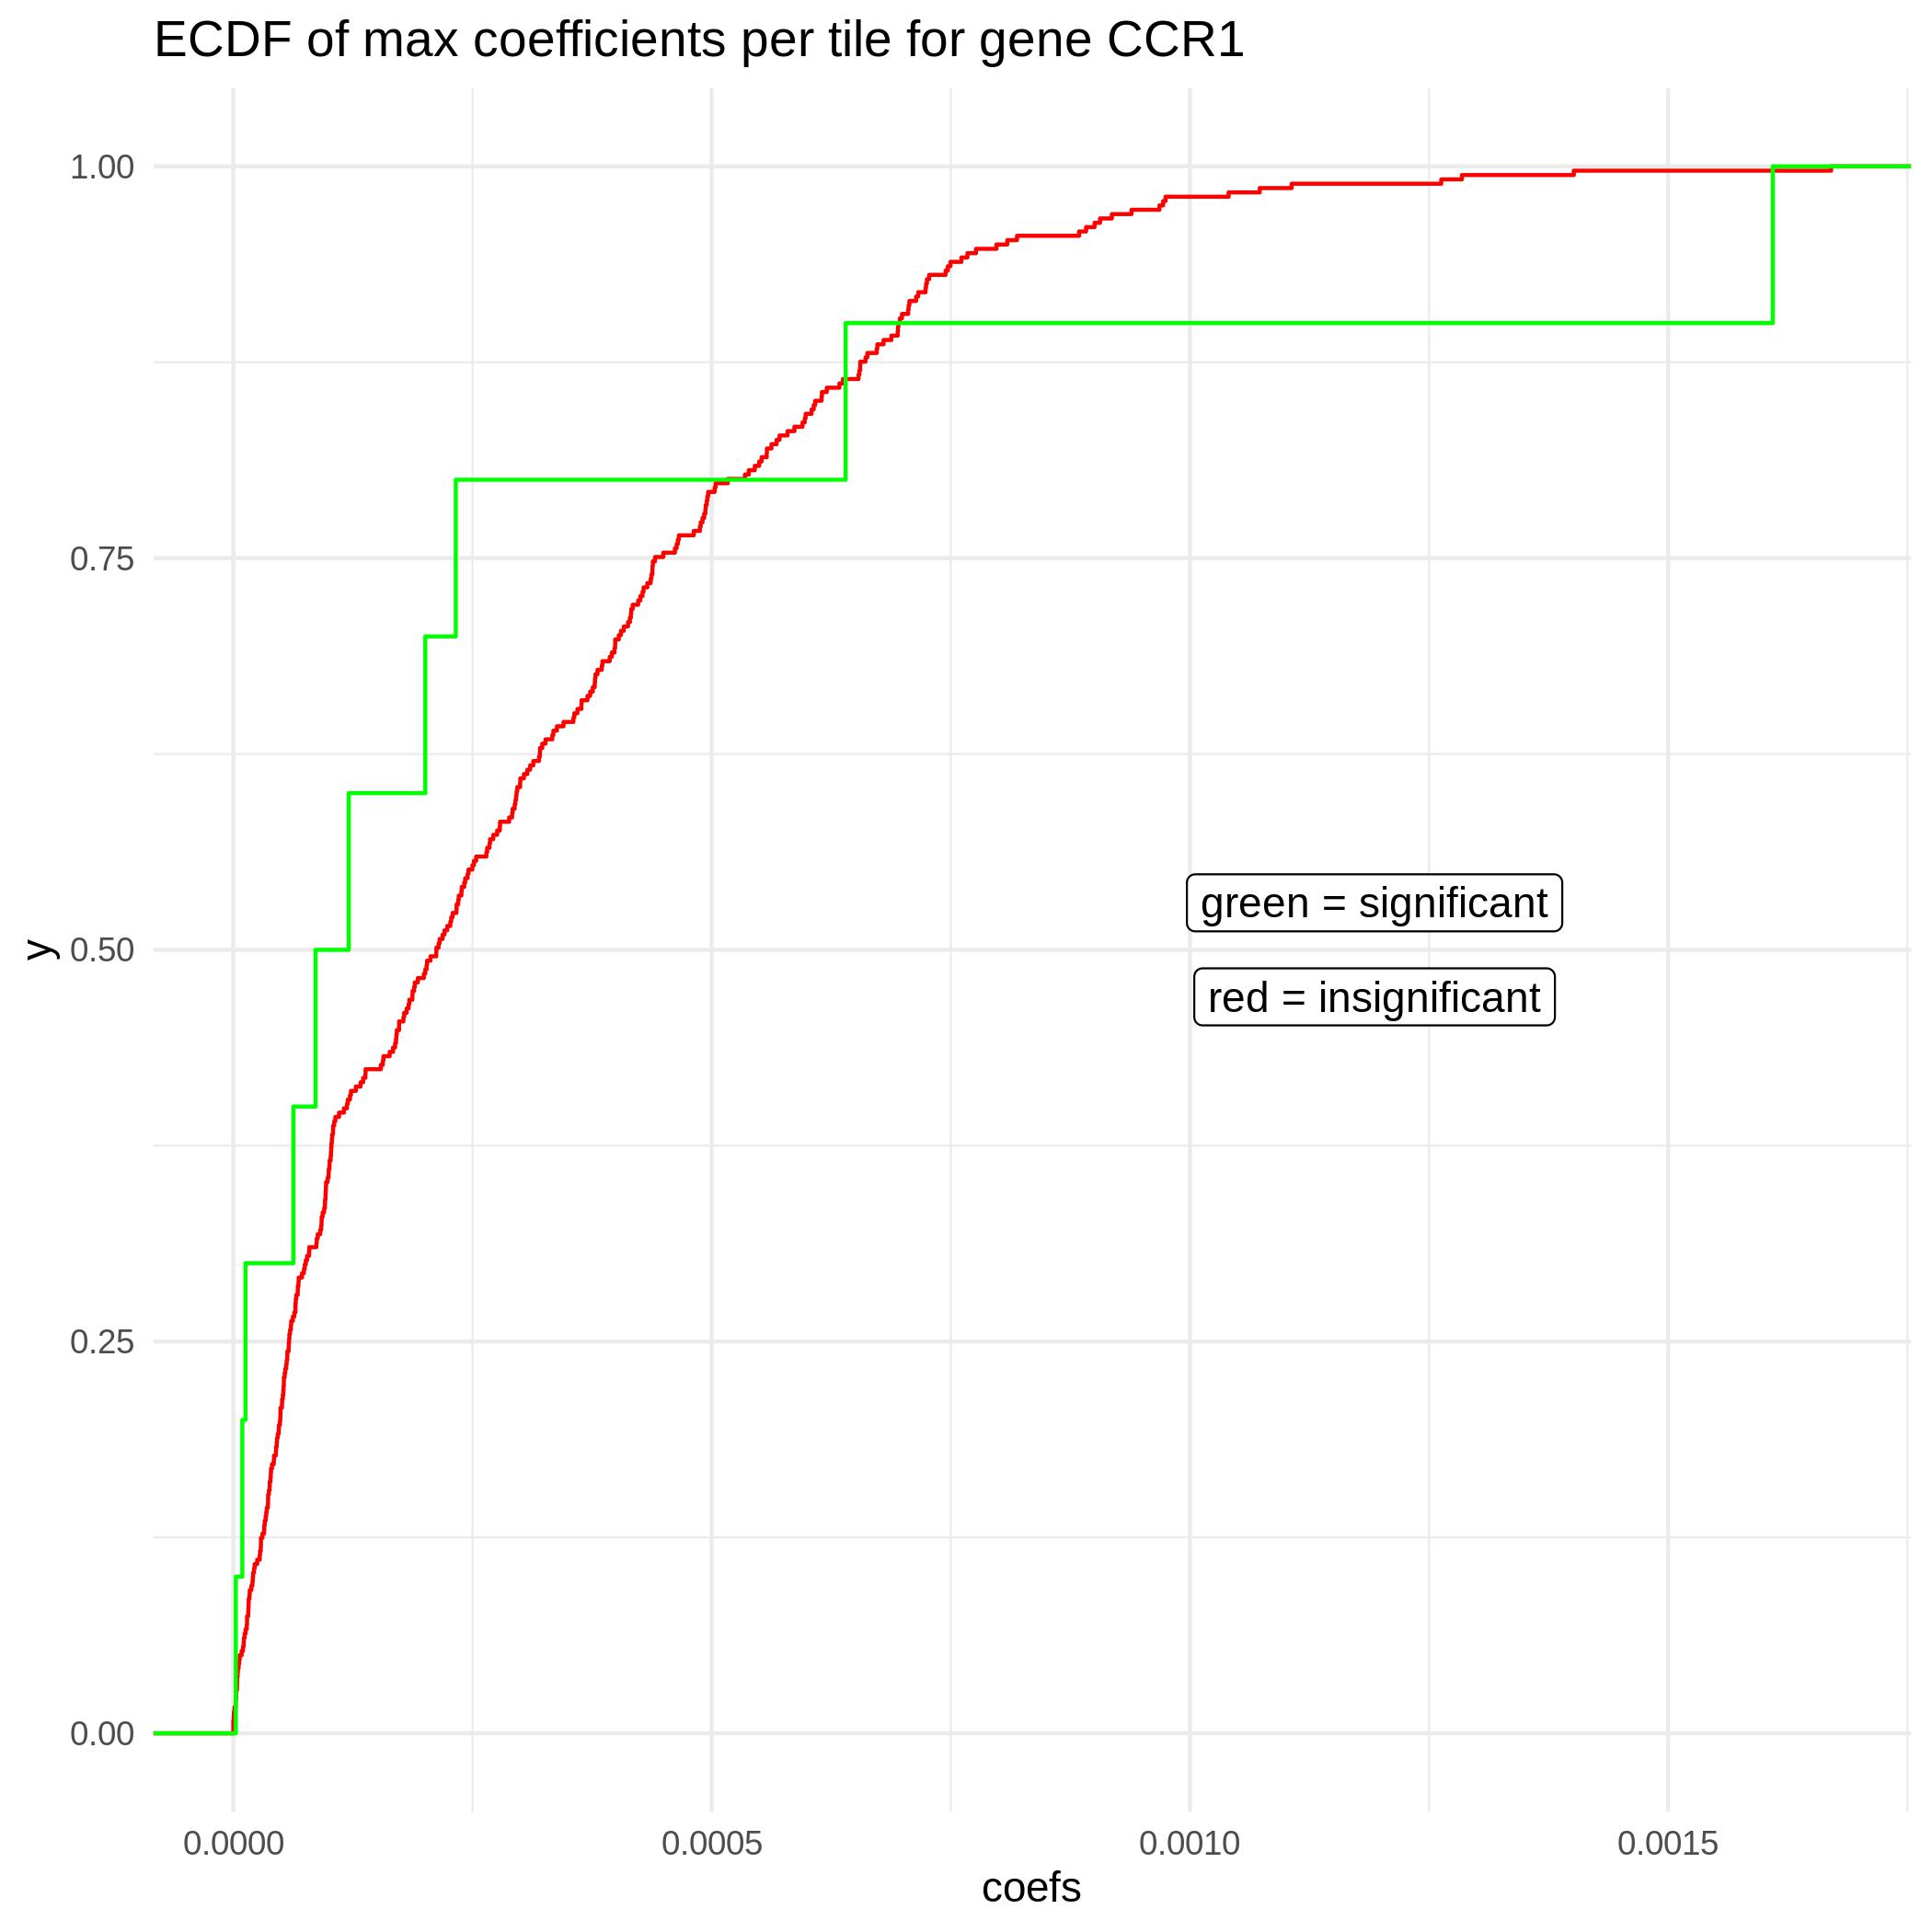 ECDF of max coefficients per tile for gene CCR1
1.00
0.75
0.50
0.25
0.00
y
green = significant
red = insignificant
0.0000 0.0005 0.0010 0.0015
coefs